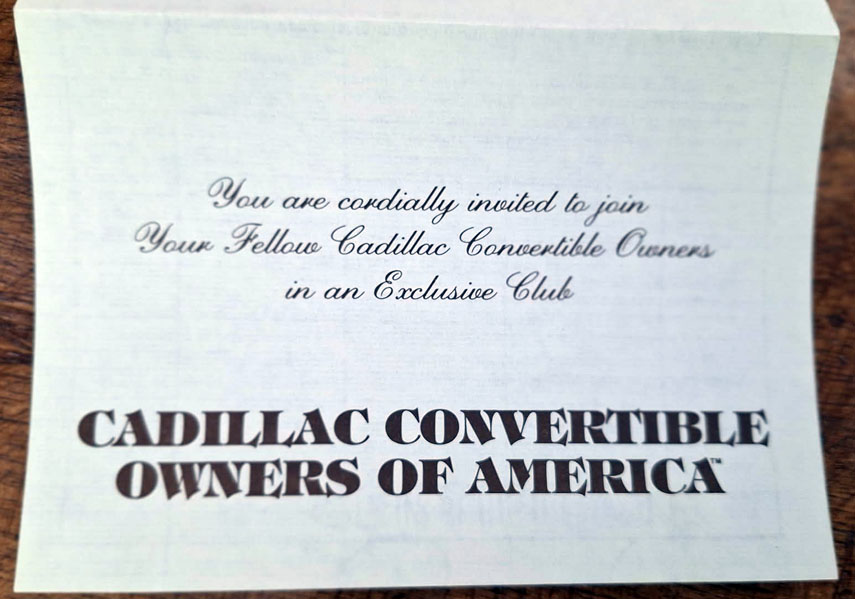 You are cordially invited to join
Your Fellow Cadillac Convertible Owners
in an Exclusive Club
CADILLAC CONVERTIBLE
OWNERS OF AMERICA™